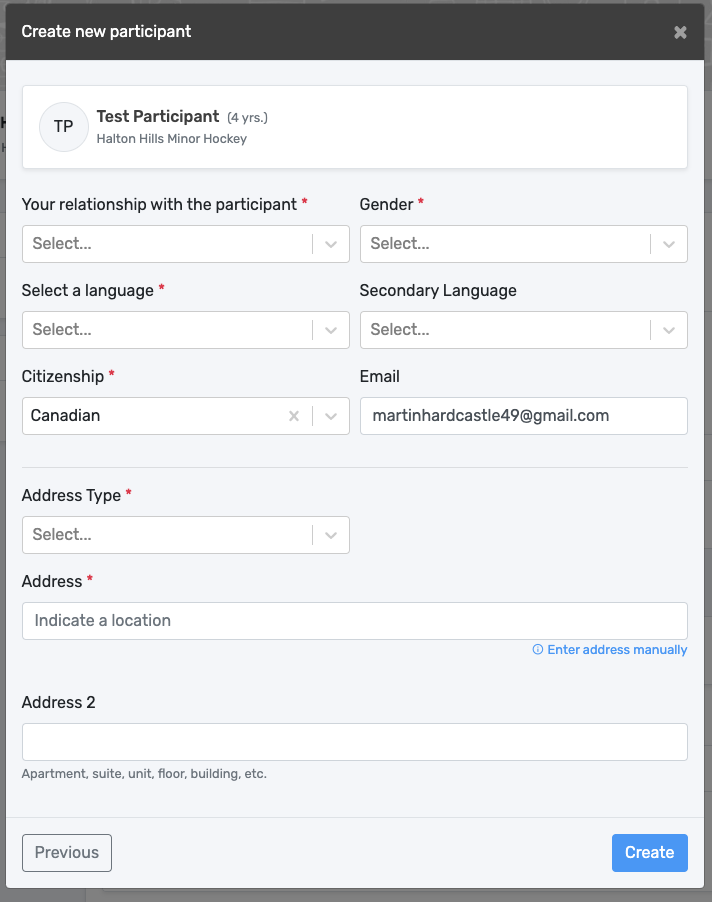 Create new participant
TP
Test Participant (4 yrs.)
Halton Hills Minor Hockey
Your relationship with the participant * Gender *
Select... Select...
Select a language * Secondary Language
Select... Select...
Citizenship * Email
Canadian martinhardcastle49@gmail.com
Address Type *
Select...
Address *
Indicate a location
Enter address manually
Address 2
Apartment, suite, unit, floor, building, etc.
Previous Create